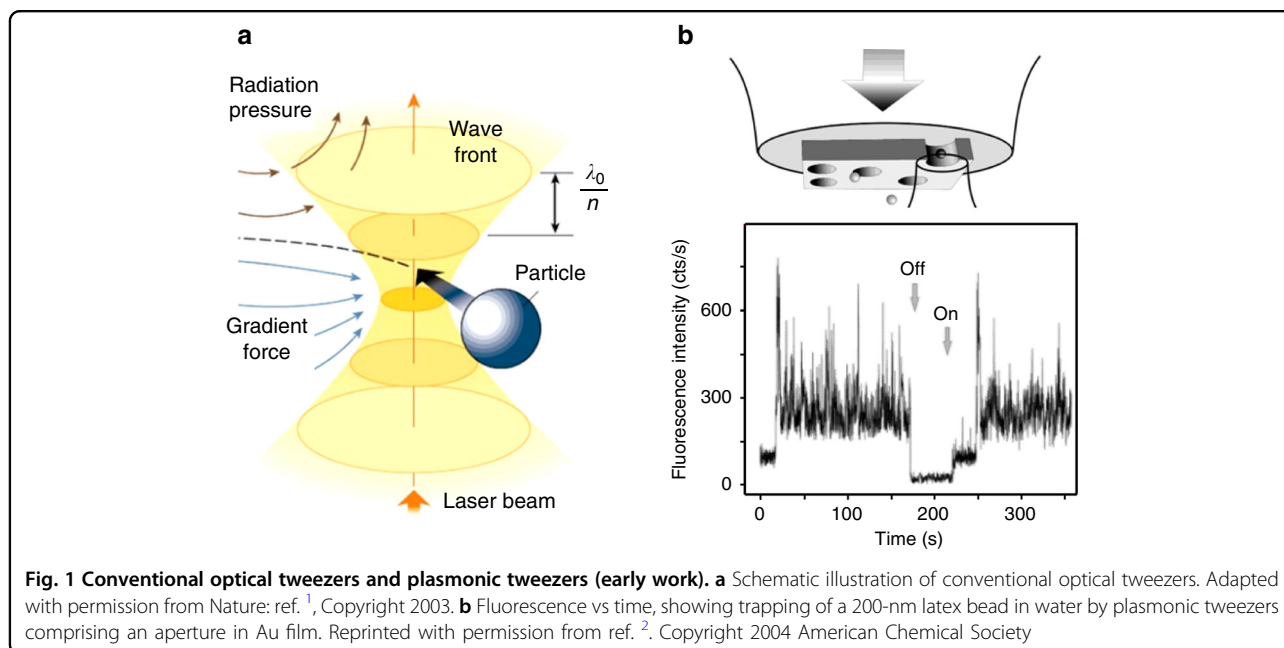 a
Radiation
pressure
Wave
front
λ0
n
Particle
Gradient
force
Laser beam
b
Fluorescence intensity (cts/s)
600
300
0
Off
On
0
100
200
300
Time (s)
Fig. 1 Conventional optical tweezers and plasmonic tweezers (early work). a Schematic illustration of conventional optical tweezers. Adapted
with permission from Nature: ref. 1, Copyright 2003. b Fluorescence vs time, showing trapping of a 200-nm latex bead in water by plasmonic tweezers
comprising an aperture in Au film. Reprinted with permission from ref. 2. Copyright 2004 American Chemical Society